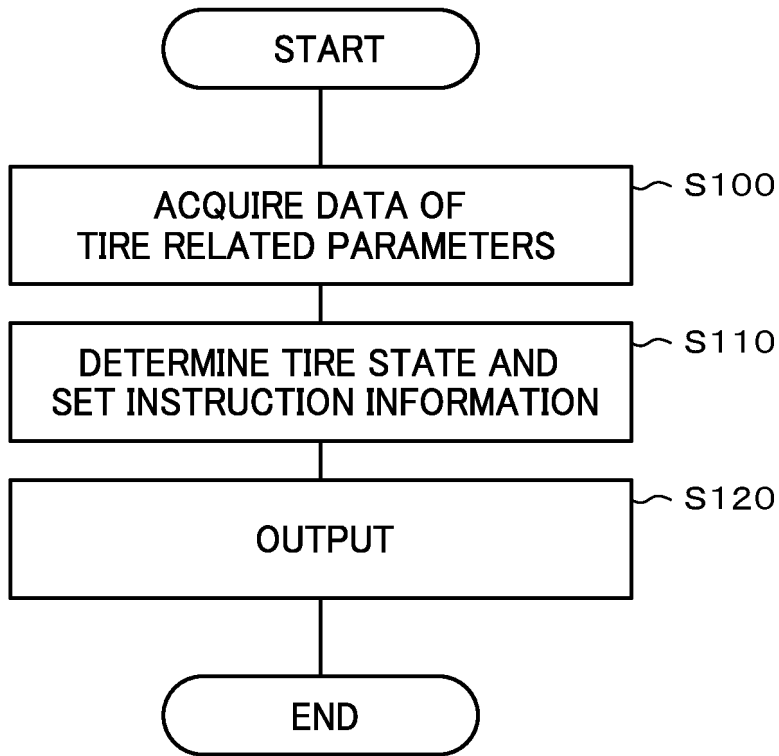 START
ACQUIRE DATA OF
TIRE RELATED PARAMETERS
S100
DETERMINE TIRE STATE AND
SET INSTRUCTION INFORMATION
S110
OUTPUT
S120
END